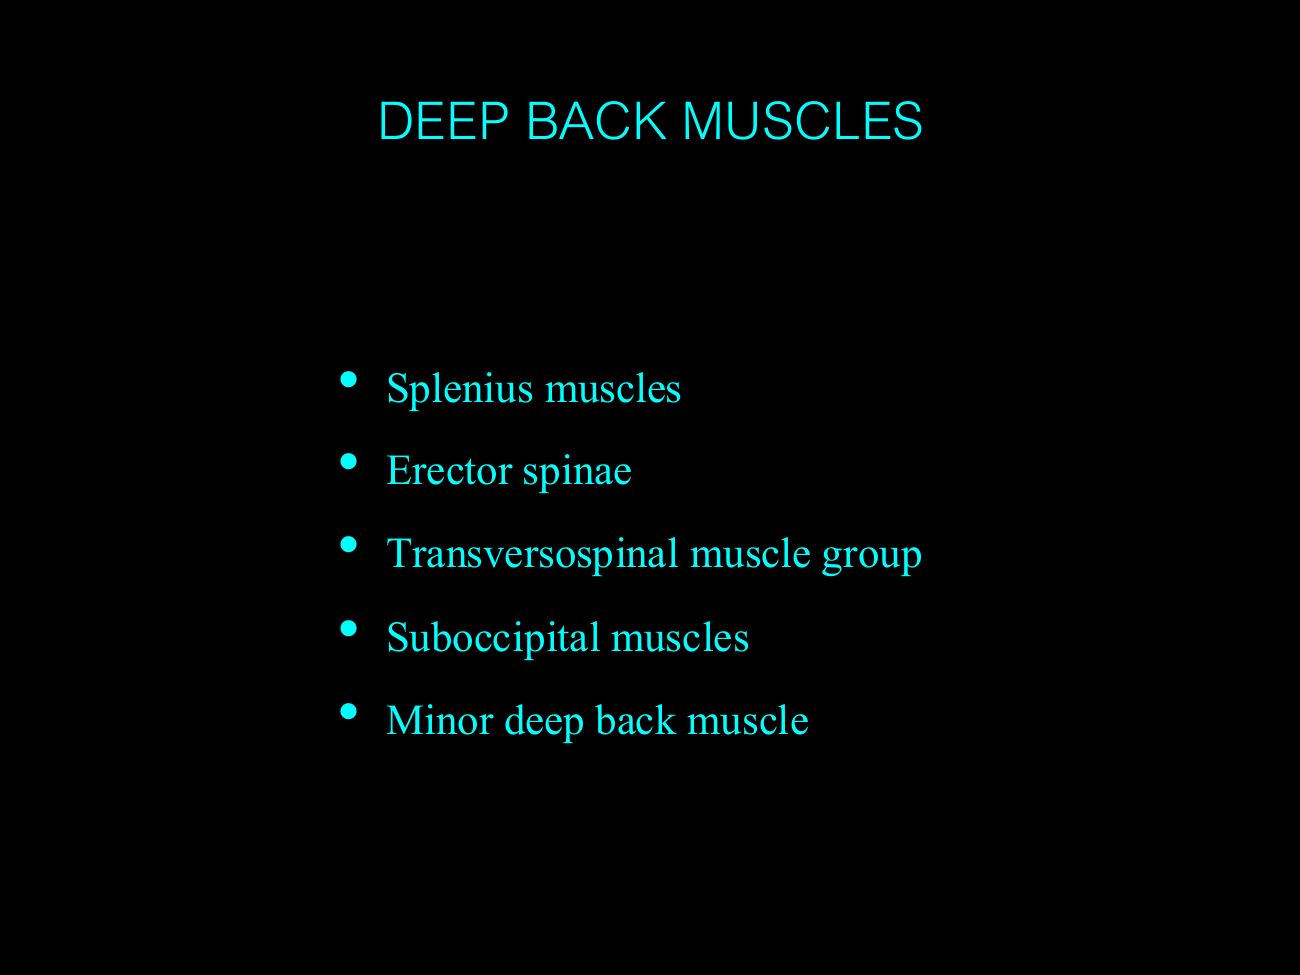 DEEP BACK MUSCLES
• Splenius muscles
• Erector spinae
• Transversospinal muscle group
• Suboccipital muscles
• Minor deep back muscle